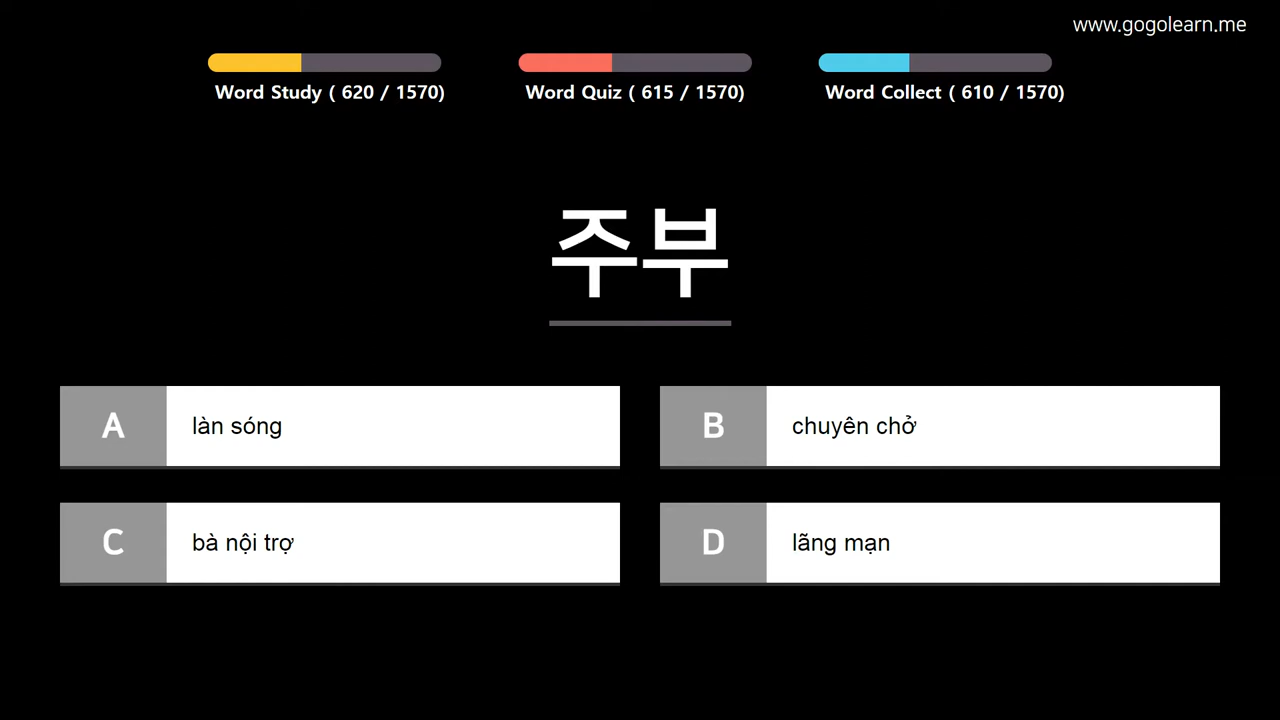 www.gogolearn.me
Word Study ( 620 / 1570)
Word Quiz ( 615 / 1570)
Word Collect ( 610 / 1570)
주부
A làn sóng
B chuyên chở
C bà nội trợ
D lãng mạn